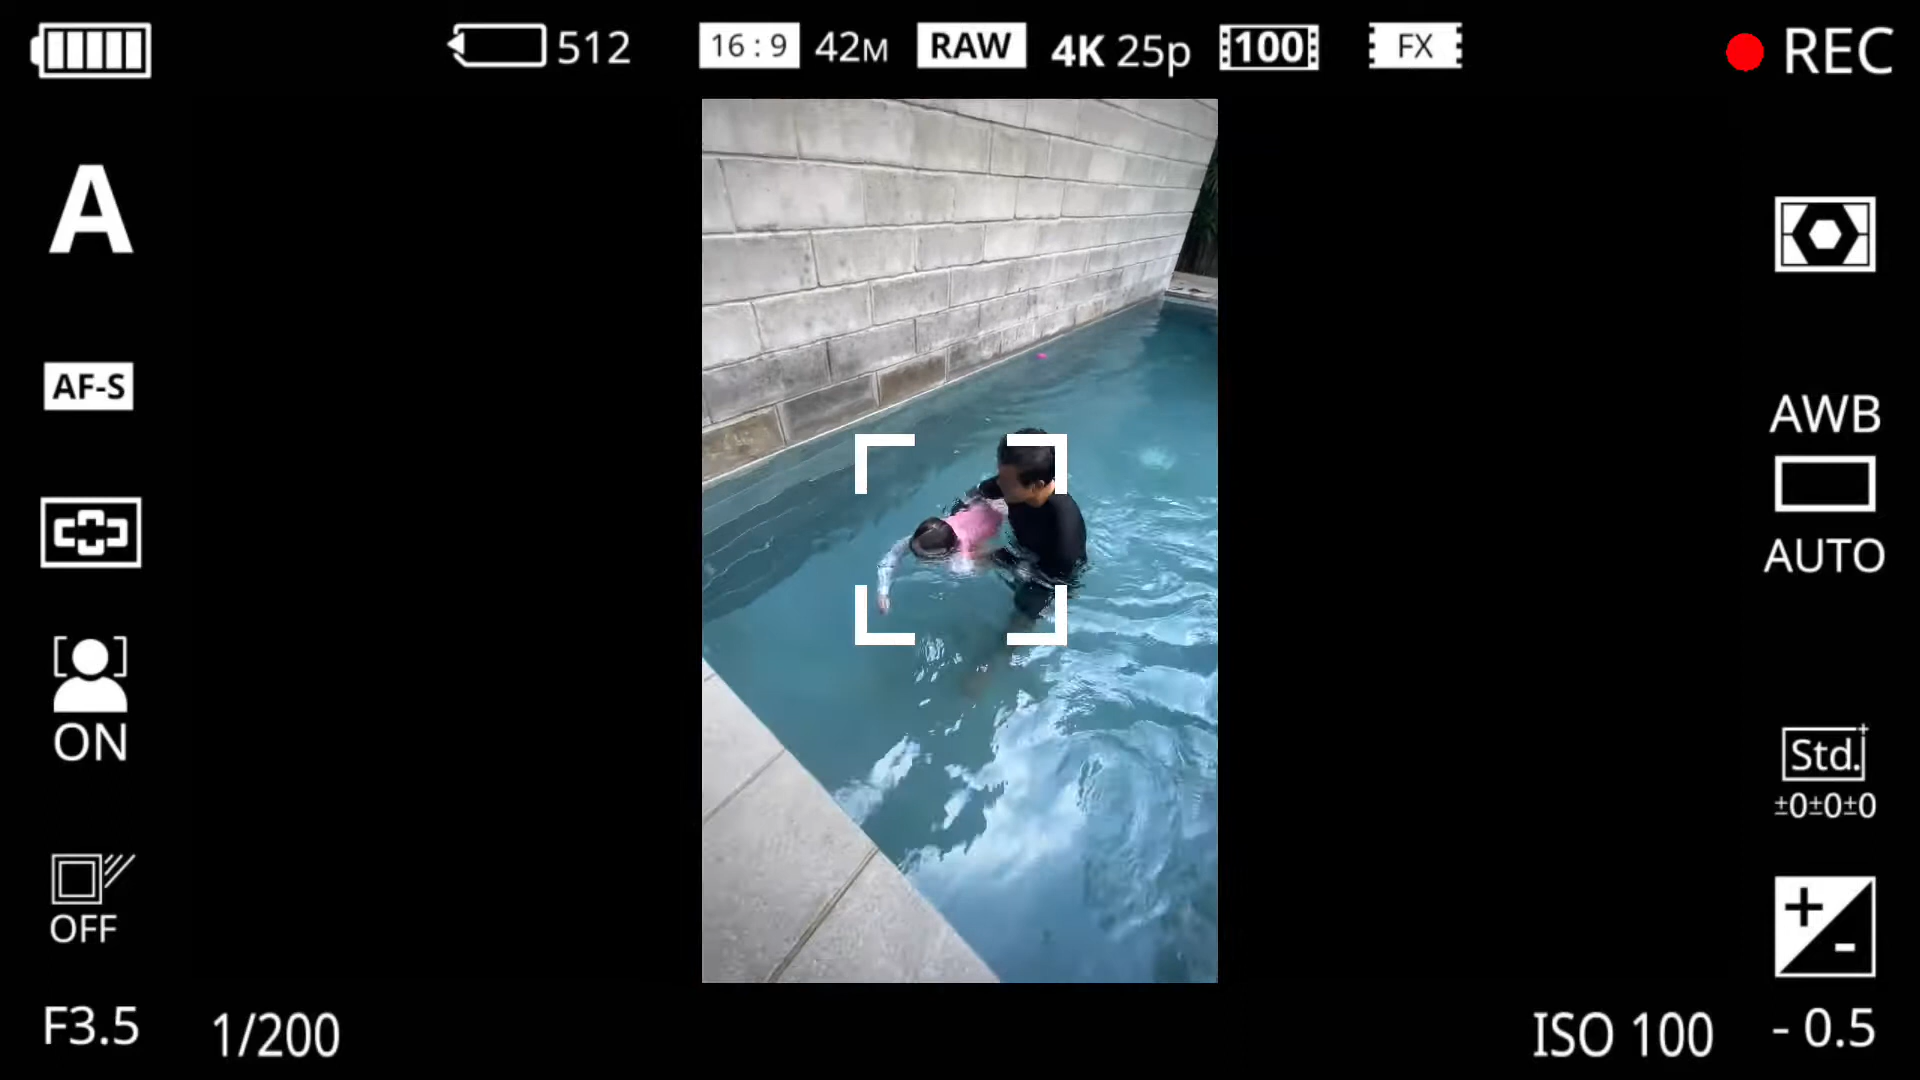 512 16:9 42M RAW 4K 25p 100 FX REC
A
AF-S
AWB
AUTO
ON
Std.+
±0±0±0
OFF
F3.5 1/200 ISO 100 - 0.5